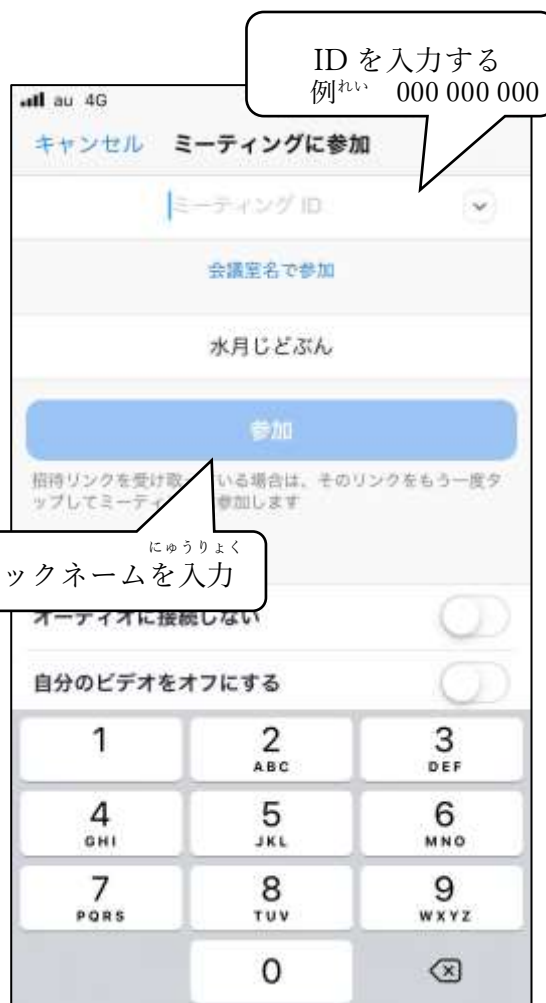 ID を入力する
例れい 000 000 000
au 4G
キャンセル ミーティングに参加
ミーティング ID
会議室名で参加
水月じどぶん
参加
招待リンクを受け取 いる場合は、そのリンクをもう一度タ
ップしてミーティ 参加します
にゅうりょく
ックネームを入力
オーディオに接続しない
自分のビデオをオフにする
1 2 3
ABC DEF
4 5 6
GHI JKL MNO
7 8 9
PQRS TUV WXYZ
0